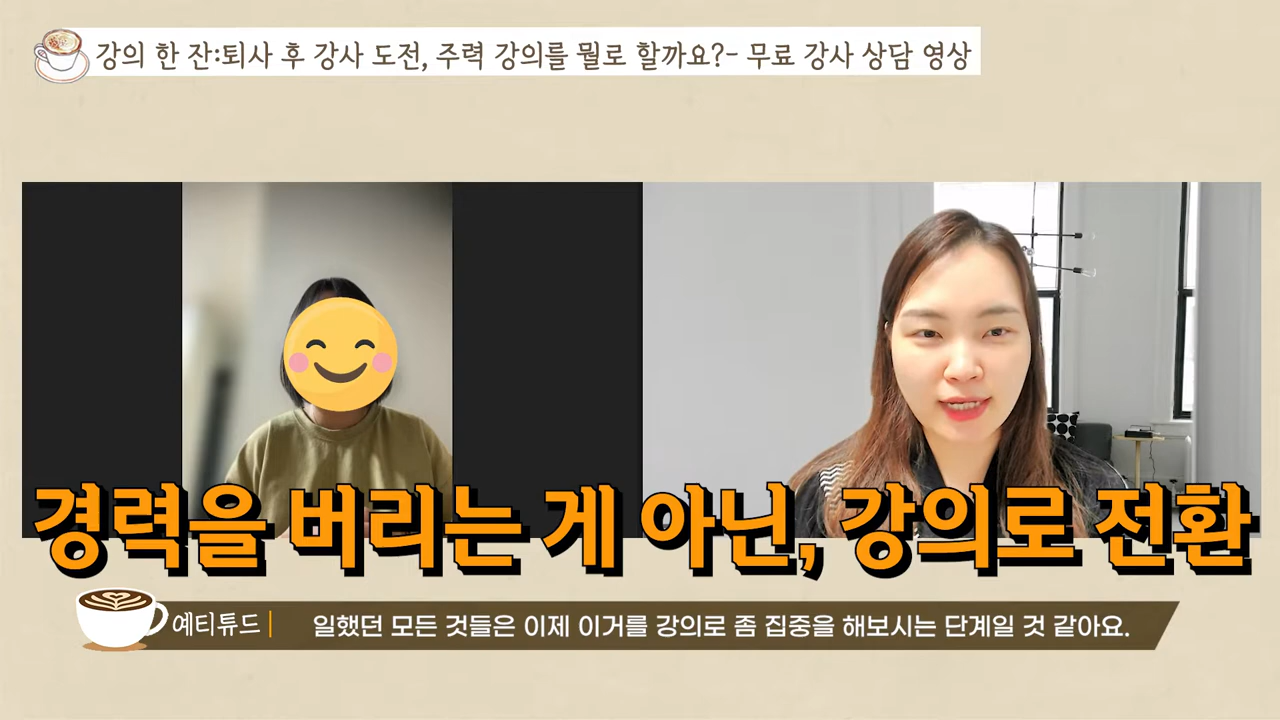 강의 한 잔:퇴사 후 강사 도전, 주력 강의를 뭘로 할까요?- 무료 강사 상담 영상
경력을 버리는 게 아닌, 강의로 전환
예티튜드
일했던 모든 것들은 이제 이거를 강의로 좀 집중을 해보시는 단계일 것 같아요.